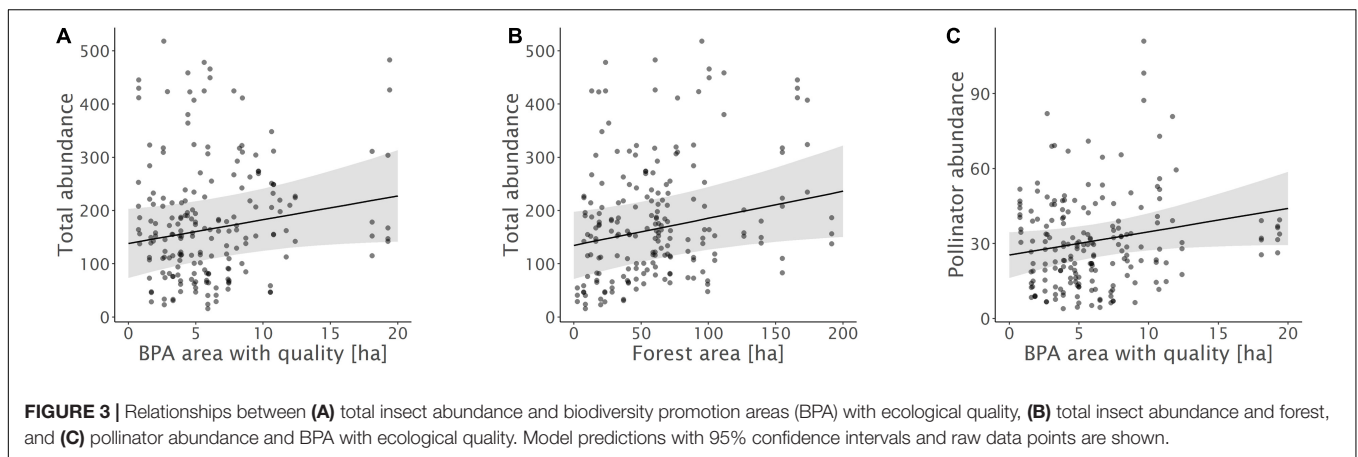 A
B
C
500
400
300
200
100
0
Total abundance
0 5 10 15 20
BPA area with quality [ha]
500
400
300
200
100
0
Total abundance
0 50 100 150 200
Forest area [ha]
90
60
30
0
Pollinator abundance
0 5 10 15 20
BPA area with quality [ha]
FIGURE 3 | Relationships between (A) total insect abundance and biodiversity promotion areas (BPA) with ecological quality, (B) total insect abundance and forest,
and (C) pollinator abundance and BPA with ecological quality. Model predictions with 95% confidence intervals and raw data points are shown.